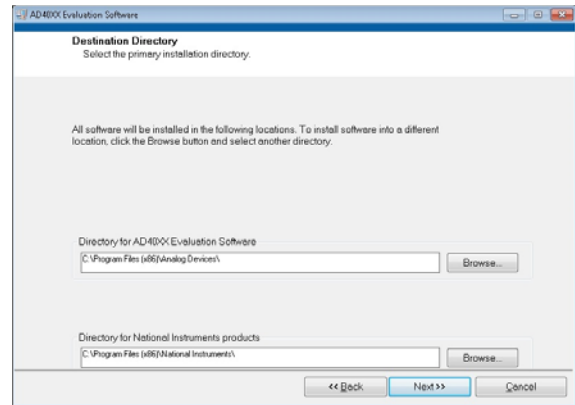 AD40XX Evaluation Software
Destination Directory
Select the primary installation directory.
All software will be installed in the following locations. To install software into a different
location, click the Browse button and select another directory.
Directory for AD40XX Evaluation Software
C:\Program Files (x86)\Analog Devices\
Browse...
Directory for National Instruments products
C:\Program Files (x86)\National Instruments\
Browse...
<< Back
Next >>
Cancel